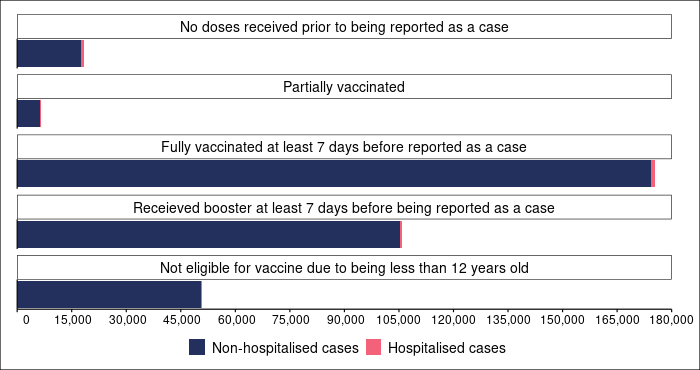 No doses received prior to being reported as a case
Partially vaccinated
Fully vaccinated at least 7 days before reported as a case
Receieved booster at least 7 days before being reported as a case
Not eligible for vaccine due to being less than 12 years old
0 15,000 30,000 45,000 60,000 75,000 90,000 105,000 120,000 135,000 150,000 165,000 180,000
Non-hospitalised cases Hospitalised cases